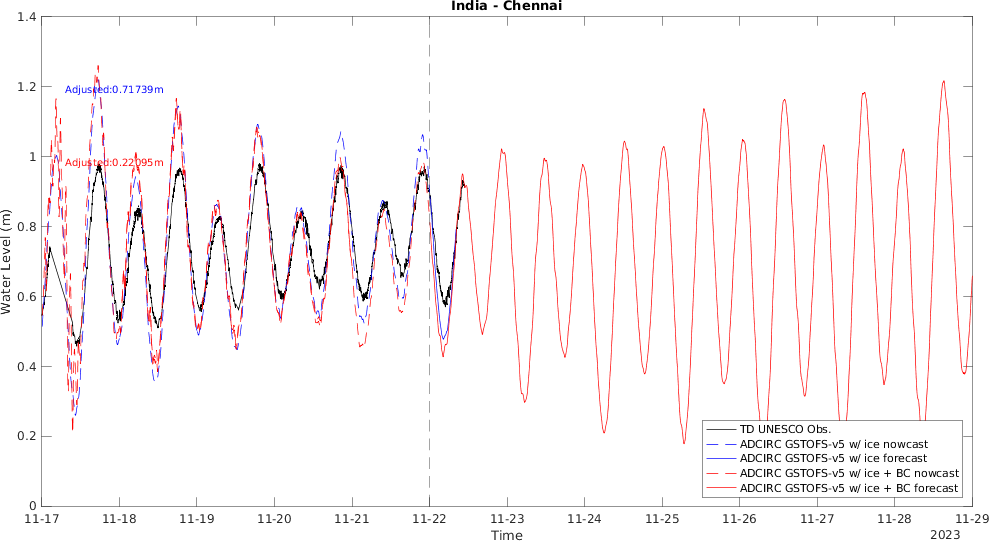 India - Chennai
1.4
1.2
1
0.8
0.6
0.4
0.2
0
Water Level (m)
Adjusted:0.71739m
Adjusted:0.22095m
TD UNESCO Obs.
ADCIRC GSTOFS-v5 w/ ice nowcast
ADCIRC GSTOFS-v5 w/ ice forecast
ADCIRC GSTOFS-v5 w/ ice + BC nowcast
ADCIRC GSTOFS-v5 w/ ice + BC forecast
11-17 11-18 11-19 11-20 11-21 11-22 11-23 11-24 11-25 11-26 11-27 11-28 11-29
Time
2023